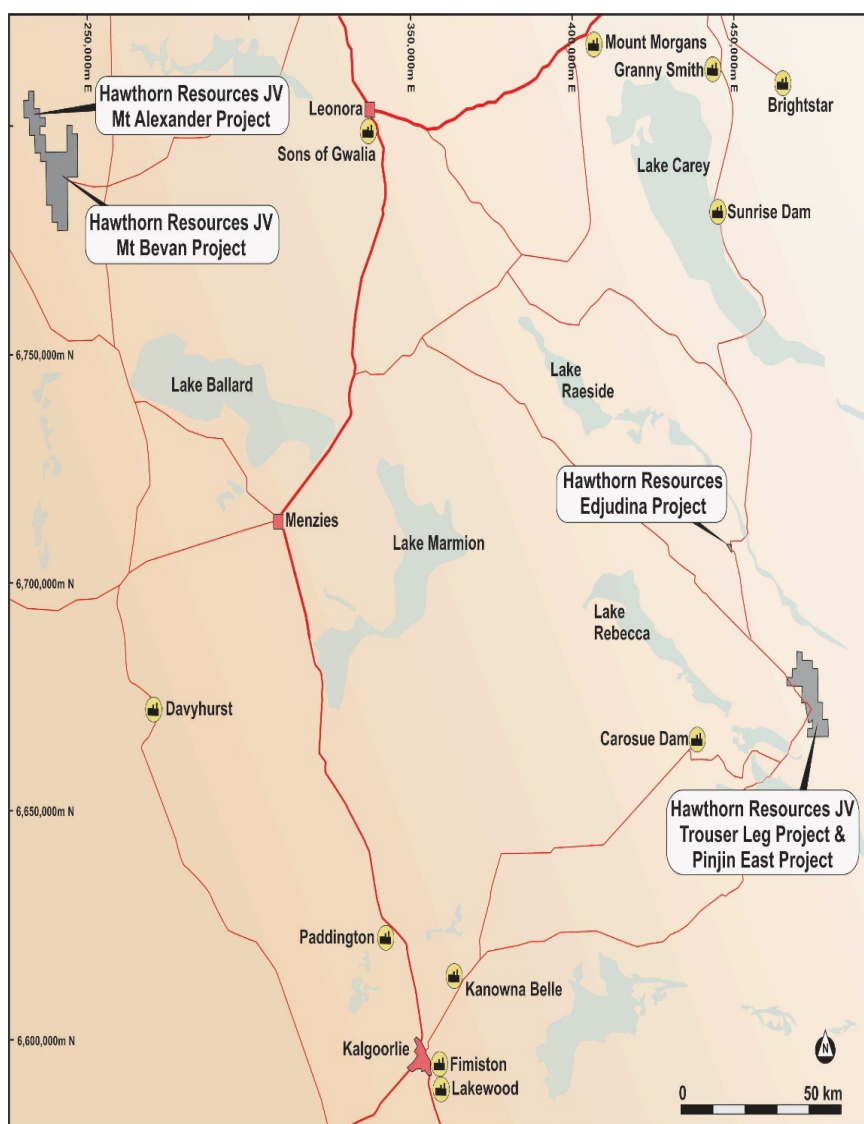 250,000m E
350,000m E
400,000m E
450,000m E
Mount Morgans
Granny Smith
Brightstar
Hawthorn Resources JV
Mt Alexander Project
Leonora
Sons of Gwalia
Lake Carey
Hawthorn Resources JV
Mt Bevan Project
Sunrise Dam
6,750,000m N
Lake Ballard
Lake
Raeside
Hawthorn Resources
Edjudina Project
Menzies
Lake Marmion
6,700,000m N
Lake
Rebecca
Davyhurst
Carosue Dam
6,650,000m N
Hawthorn Resources JV
Trouser Leg Project &
Pinjin East Project
Paddington
Kanowna Belle
6,600,000m N
Kalgoorlie
Fimiston
Lakewood
N
0 50 km